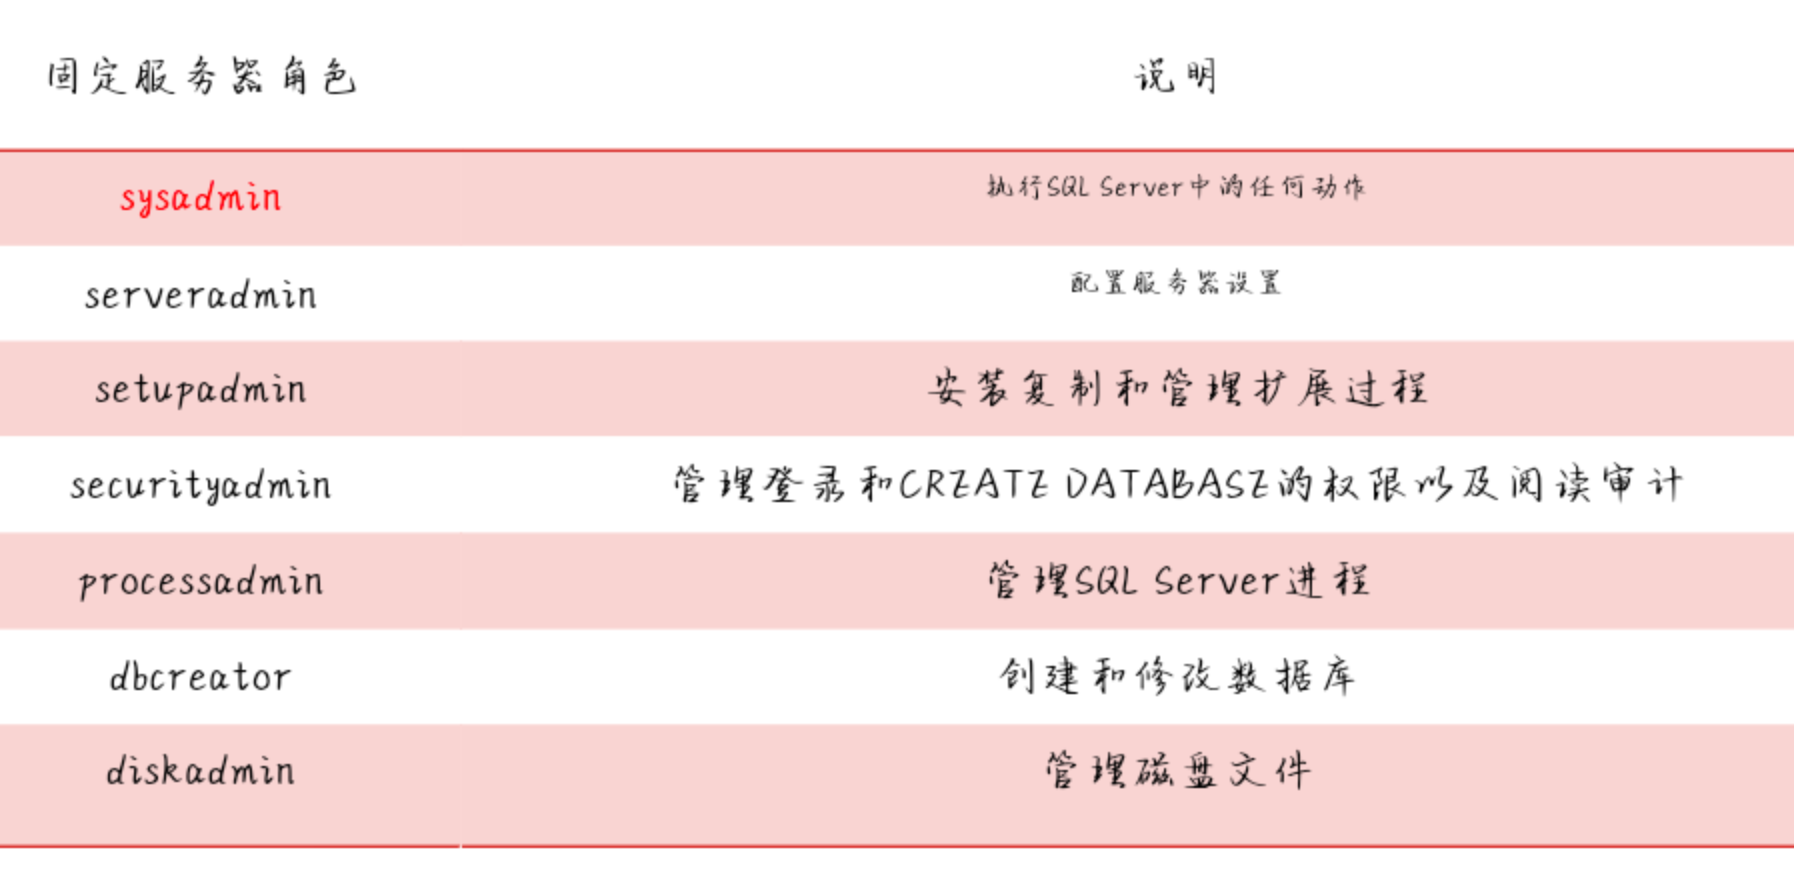 固定服务器角色 说明
sysadmin 执行SQL Server中的任何动作
serveradmin 配置服务器设置
setupadmin 安装复制和管理扩展过程
securityadmin 管理登录和CREATE DATABASE的权限以及阅读审计
processadmin 管理SQL Server进程
dbcreator 创建和修改数据库
diskadmin 管理磁盘文件